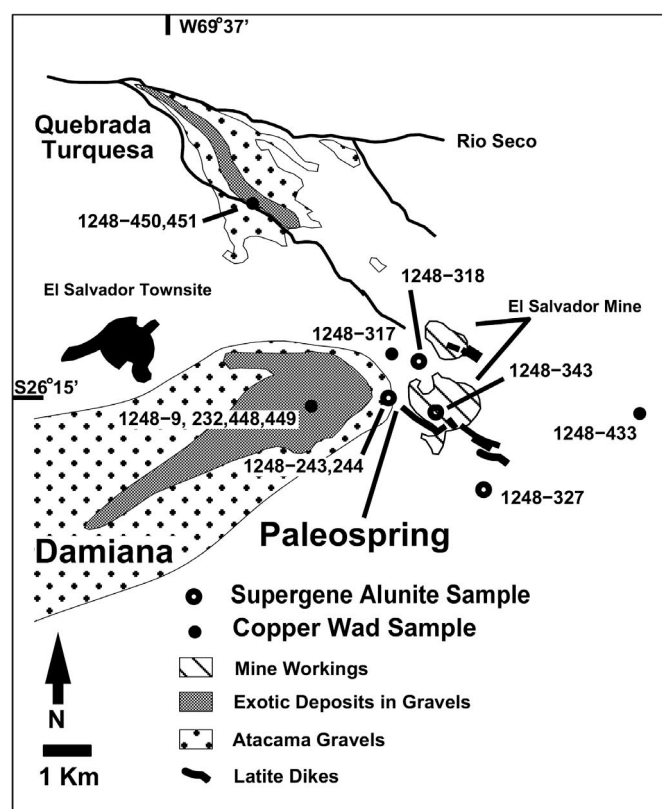 W69°37'
Quebrada
Turquesa
Rio Seco
1248-450,451
1248-318
El Salvador Townsite
El Salvador Mine
1248-317
1248-343
S26°15'
1248-9, 232,448,449
1248-433
1248-243,244
1248-327
Damiana
Paleospring
Supergene Alunite Sample
Copper Wad Sample
Mine Workings
Exotic Deposits in Gravels
N
Atacama Gravels
1 Km
Latite Dikes